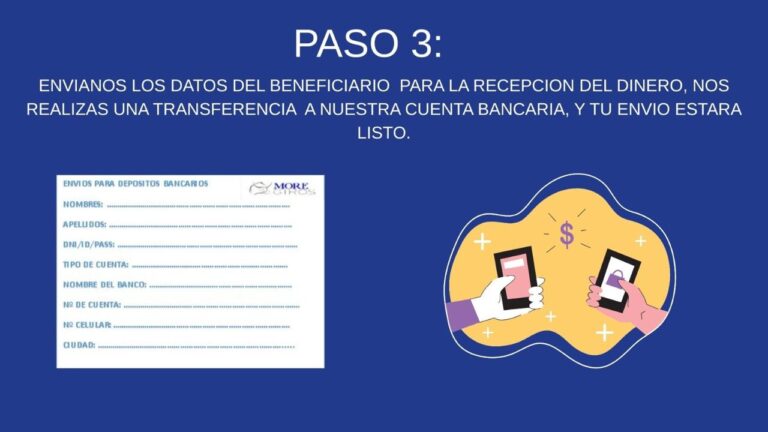 PASO 3:
ENVIANOS LOS DATOS DEL BENEFICIARIO PARA LA RECEPCION DEL DINERO, NOS
REALIZAS UNA TRANSFERENCIA A NUESTRA CUENTA BANCARIA, Y TU ENVIO ESTARA
LISTO.
ENVIOS PARA DEPOSITOS BANCARIOS
MORE
GIROS
NOMBRES: ................................................................................
APELLIDOS: ................................................................................
DNI/ID/PASS: ................................................................................
TIPO DE CUENTA: ....................................................................
NOMBRE DEL BANCO: ..............................................................
Nº DE CUENTA: ..........................................................................
Nº CELULAR: ..............................................................................
CIUDAD: ......................................................................................
$